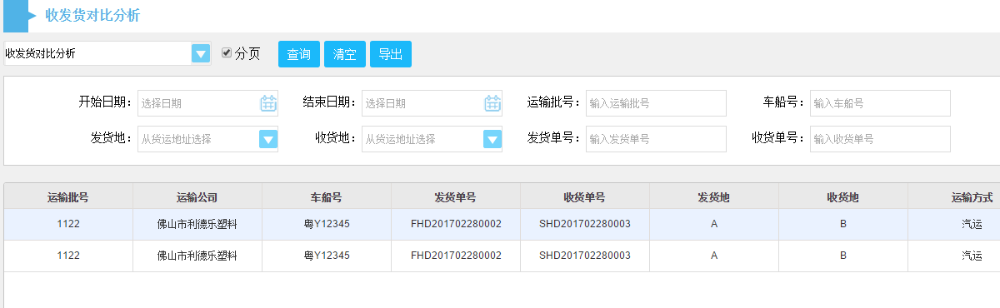 收发货对比分析
收发货对比分析 分页 查询 清空 导出
开始日期： 选择日期 结束日期： 选择日期 运输批号： 输入运输批号 车船号： 输入车船号
发货地： 从货运地址选择 收货地： 从货运地址选择 发货单号： 输入发货单号 收货单号： 输入收货单号
运输批号 运输公司 车船号 发货单号 收货单号 发货地 收货地 运输方式
1122 佛山市利德乐塑料 粤Y12345 FHD201702280002 SHD201702280003 A B 汽运
1122 佛山市利德乐塑料 粤Y12345 FHD201702280002 SHD201702280003 A B 汽运